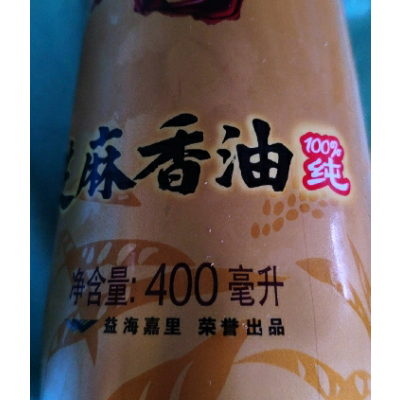 芝麻香油 100% 纯
净含量: 400 毫升
益海嘉里 荣誉出品